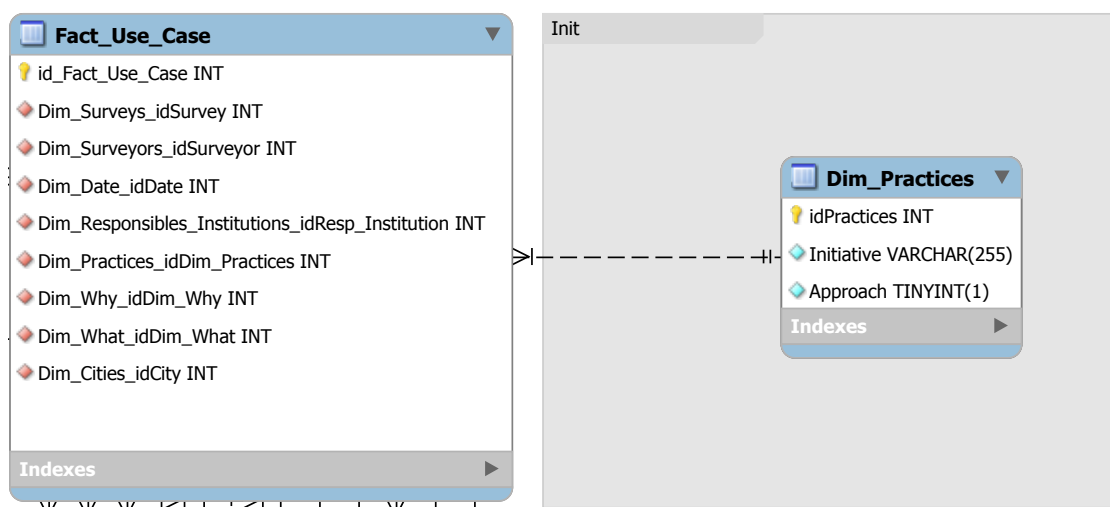 Fact_Use_Case
id_Fact_Use_Case INT
Dim_Surveys_idSurvey INT
Dim_Surveyors_idSurveyor INT
Dim_Date_idDate INT
Dim_Responsibles_Institutions_idResp_Institution INT
Dim_Practices_idDim_Practices INT
Dim_Why_idDim_Why INT
Dim_What_idDim_What INT
Dim_Cities_idCity INT
Indexes
Init
Dim_Practices
idPractices INT
Initiative VARCHAR(255)
Approach TINYINT(1)
Indexes